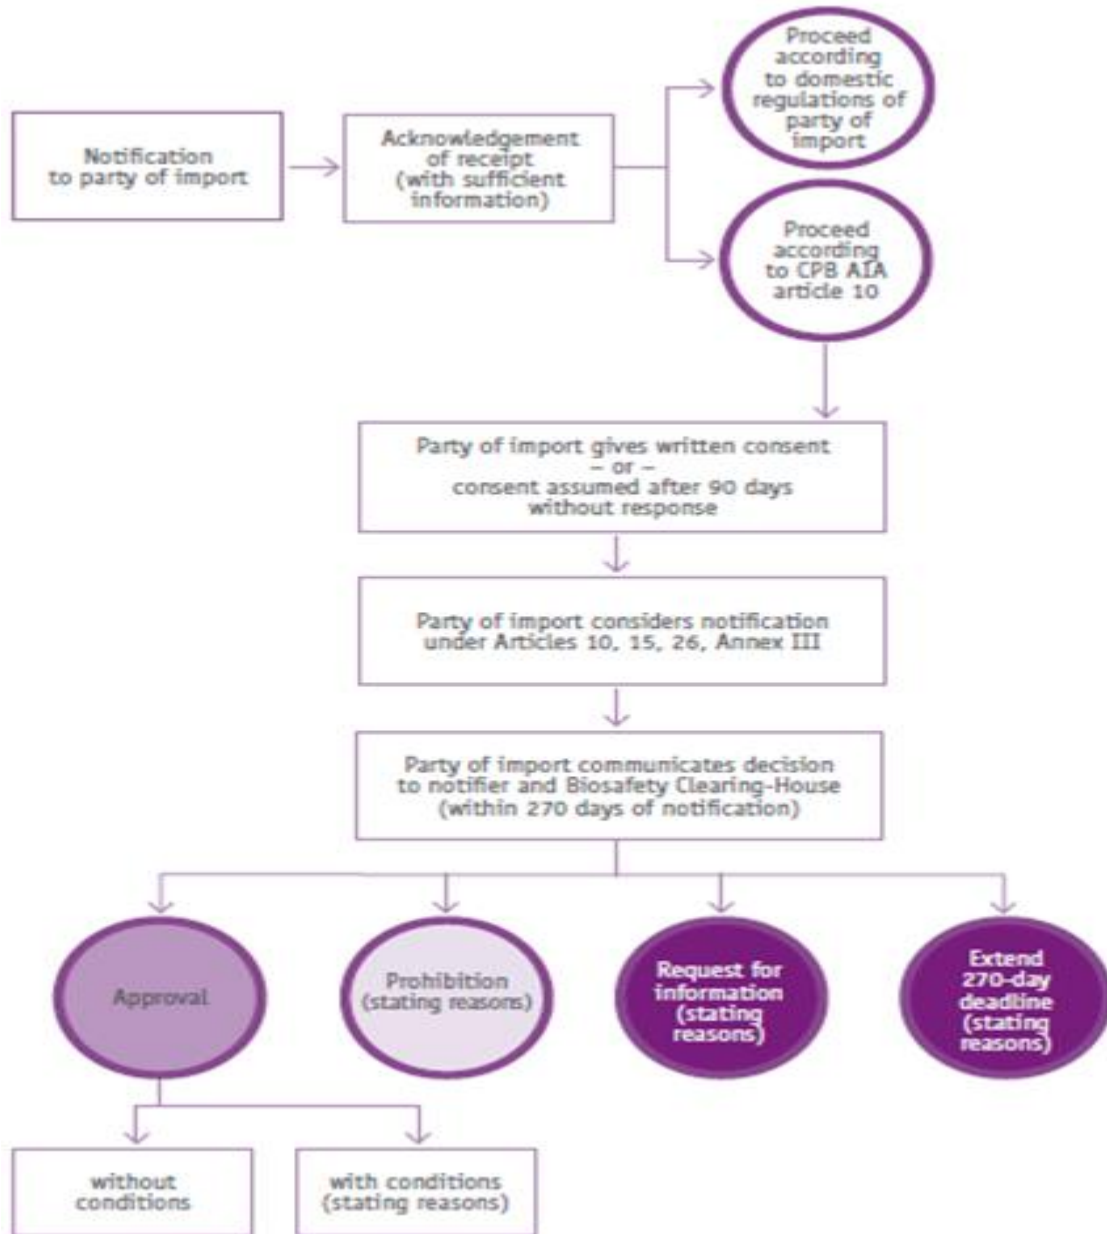 Notification
to party of import
Acknowledgement
of receipt
(with sufficient
information)
Proceed
according
to domestic
regulations of
party of
import
Proceed
according
to CPB AIA
article 10
Party of import gives written consent
– or –
consent assumed after 90 days
without response
Party of import considers notification
under Articles 10, 15, 26, Annex III
Party of import communicates decision
to notifier and Biosafety Clearing-House
(within 270 days of notification)
Approval
Prohibition
(stating reasons)
Request for
information
(stating
reasons)
Extend
270-day
deadline
(stating
reasons)
without
conditions
with conditions
(stating reasons)